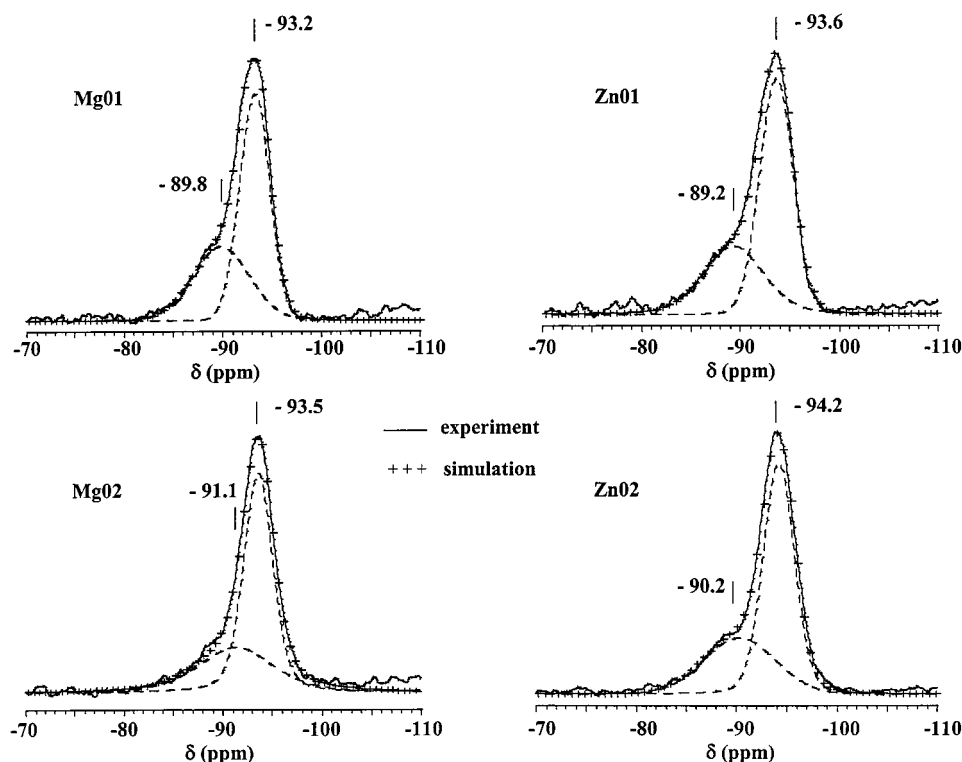 - 93.2
Mg01
- 89.8
-70 -80 -90 -100 -110
δ (ppm)
- 93.6
Zn01
- 89.2
-70 -80 -90 -100 -110
δ (ppm)
- 93.5
Mg02
- 91.1
-70 -80 -90 -100 -110
δ (ppm)
experiment
+++ simulation
- 94.2
Zn02
- 90.2
-70 -80 -90 -100 -110
δ (ppm)